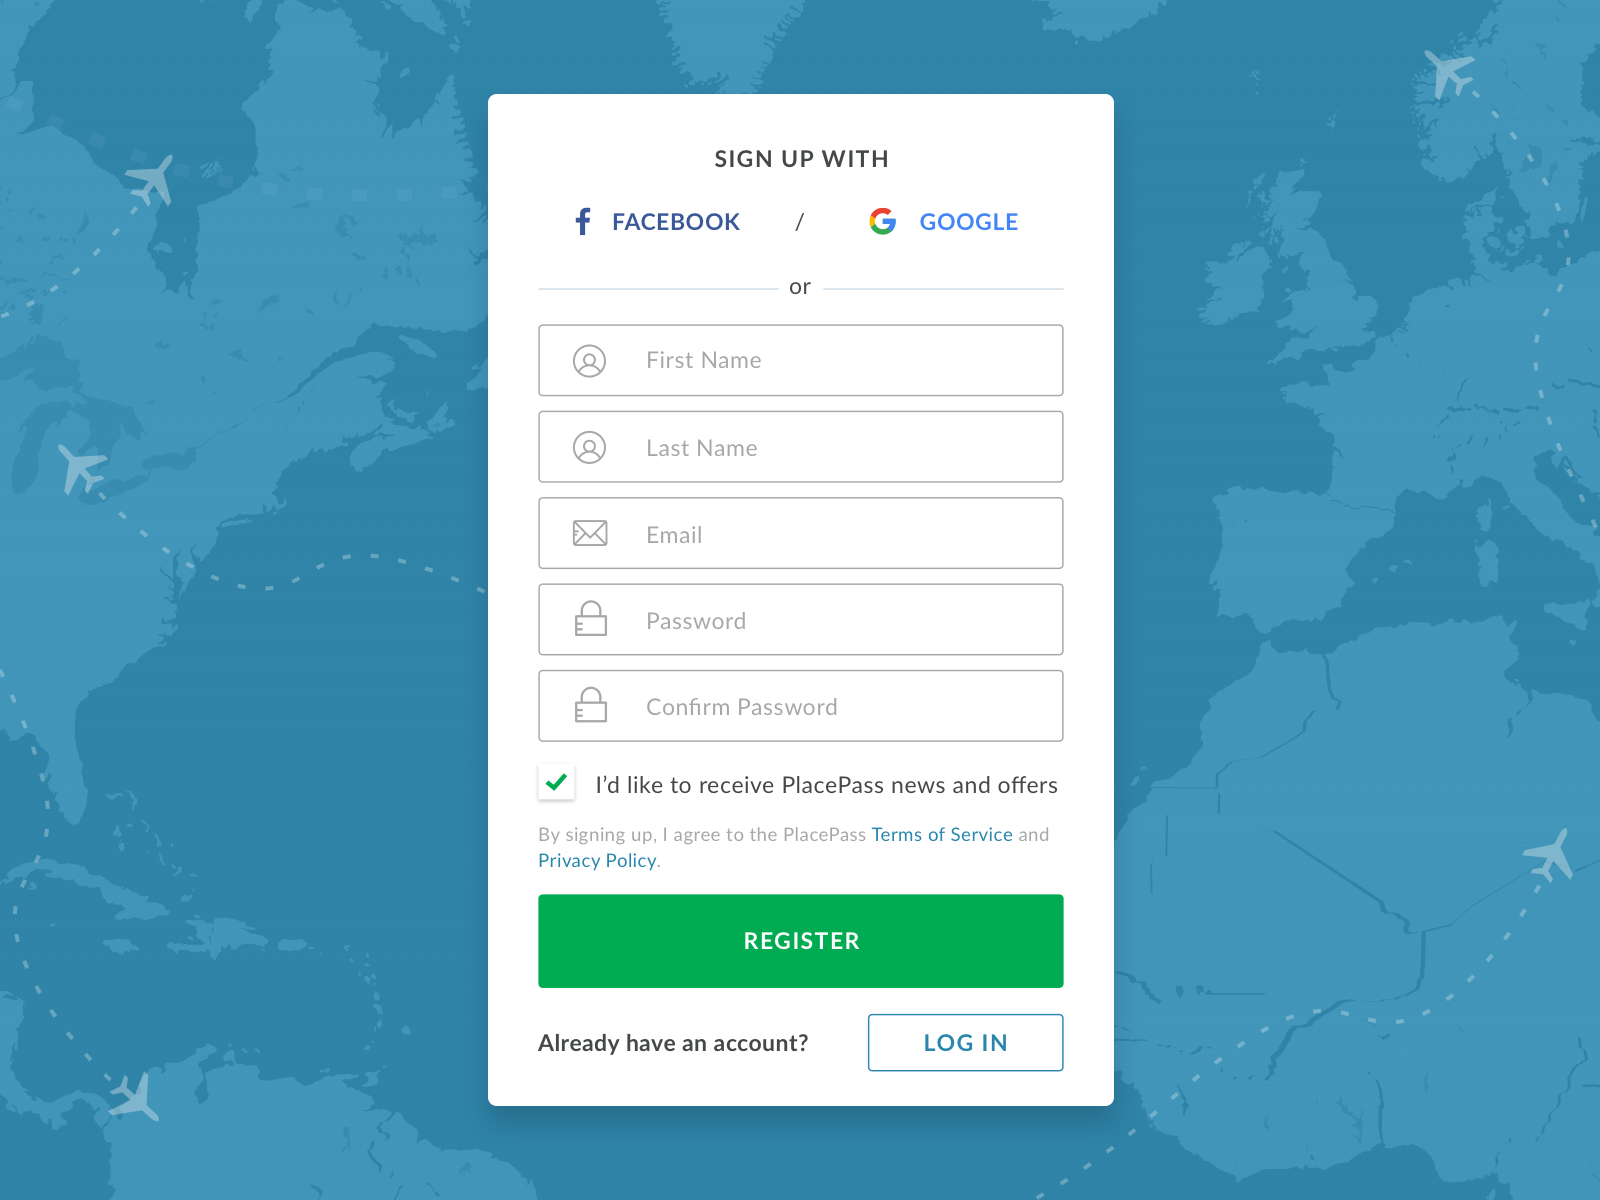 SIGN UP WITH
FACEBOOK / GOOGLE
or
First Name
Last Name
Email
Password
Confirm Password
I’d like to receive PlacePass news and offers
By signing up, I agree to the PlacePass Terms of Service and
Privacy Policy.
REGISTER
Already have an account? LOG IN